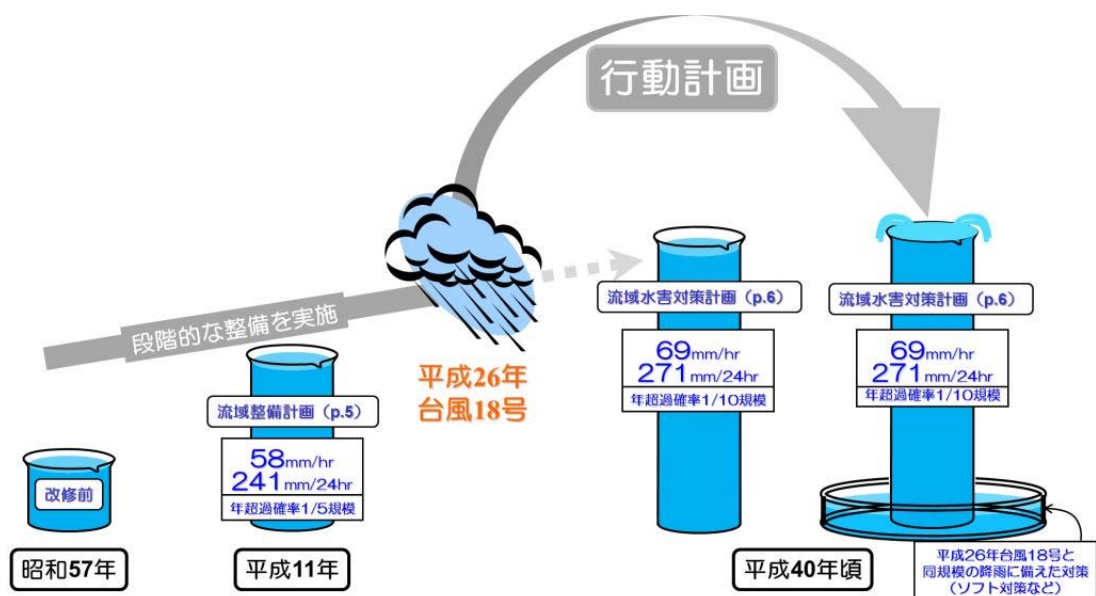 行動計画
段階的な整備を実施
平成26年
台風18号
改修前
昭和57年
流域整備計画（p.5）
58mm/hr
241mm/24hr
年超過確率1/5規模
平成11年
流域水害対策計画（p.6）
69mm/hr
271mm/24hr
年超過確率1/10規模
流域水害対策計画（p.6）
69mm/hr
271mm/24hr
年超過確率1/10規模
平成40年頃
平成26年台風18号と
同規模の降雨に備えた対策
（ソフト対策など）